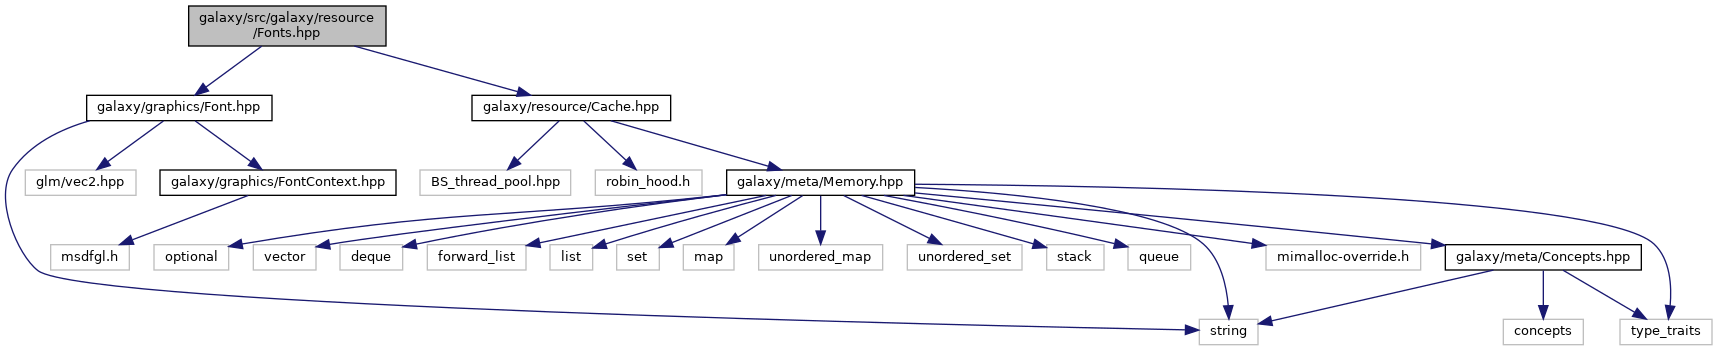 galaxy/src/galaxy/resource
/Fonts.hpp
galaxy/graphics/Font.hpp
galaxy/resource/Cache.hpp
glm/vec2.hpp
galaxy/graphics/FontContext.hpp
BS_thread_pool.hpp
robin_hood.h
galaxy/meta/Memory.hpp
msdfgl.h
optional
vector
deque
forward_list
list
set
map
unordered_map
unordered_set
stack
queue
mimalloc-override.h
galaxy/meta/Concepts.hpp
string
concepts
type_traits